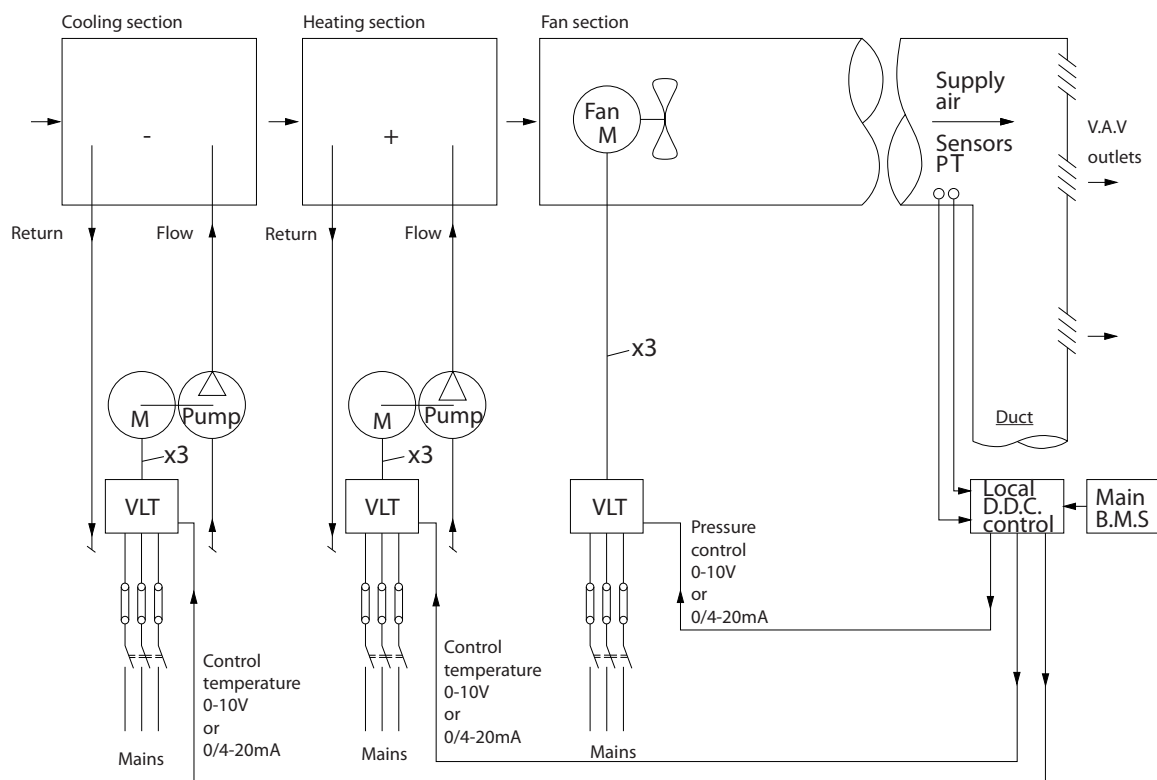 Cooling section
Heating section
Fan section
-
+
Fan
M
Supply
air
Sensors
PT
V.A.V
outlets
Return
Flow
Return
Flow
x3
M
Pump
M
Pump
Duct
x3
x3
VLT
VLT
VLT
Local
D.D.C.
control
Main
B.M.S
Pressure
control
0-10V
or
0/4-20mA
Control
temperature
0-10V
or
0/4-20mA
Control
temperature
0-10V
or
0/4-20mA
Mains
Mains
Mains